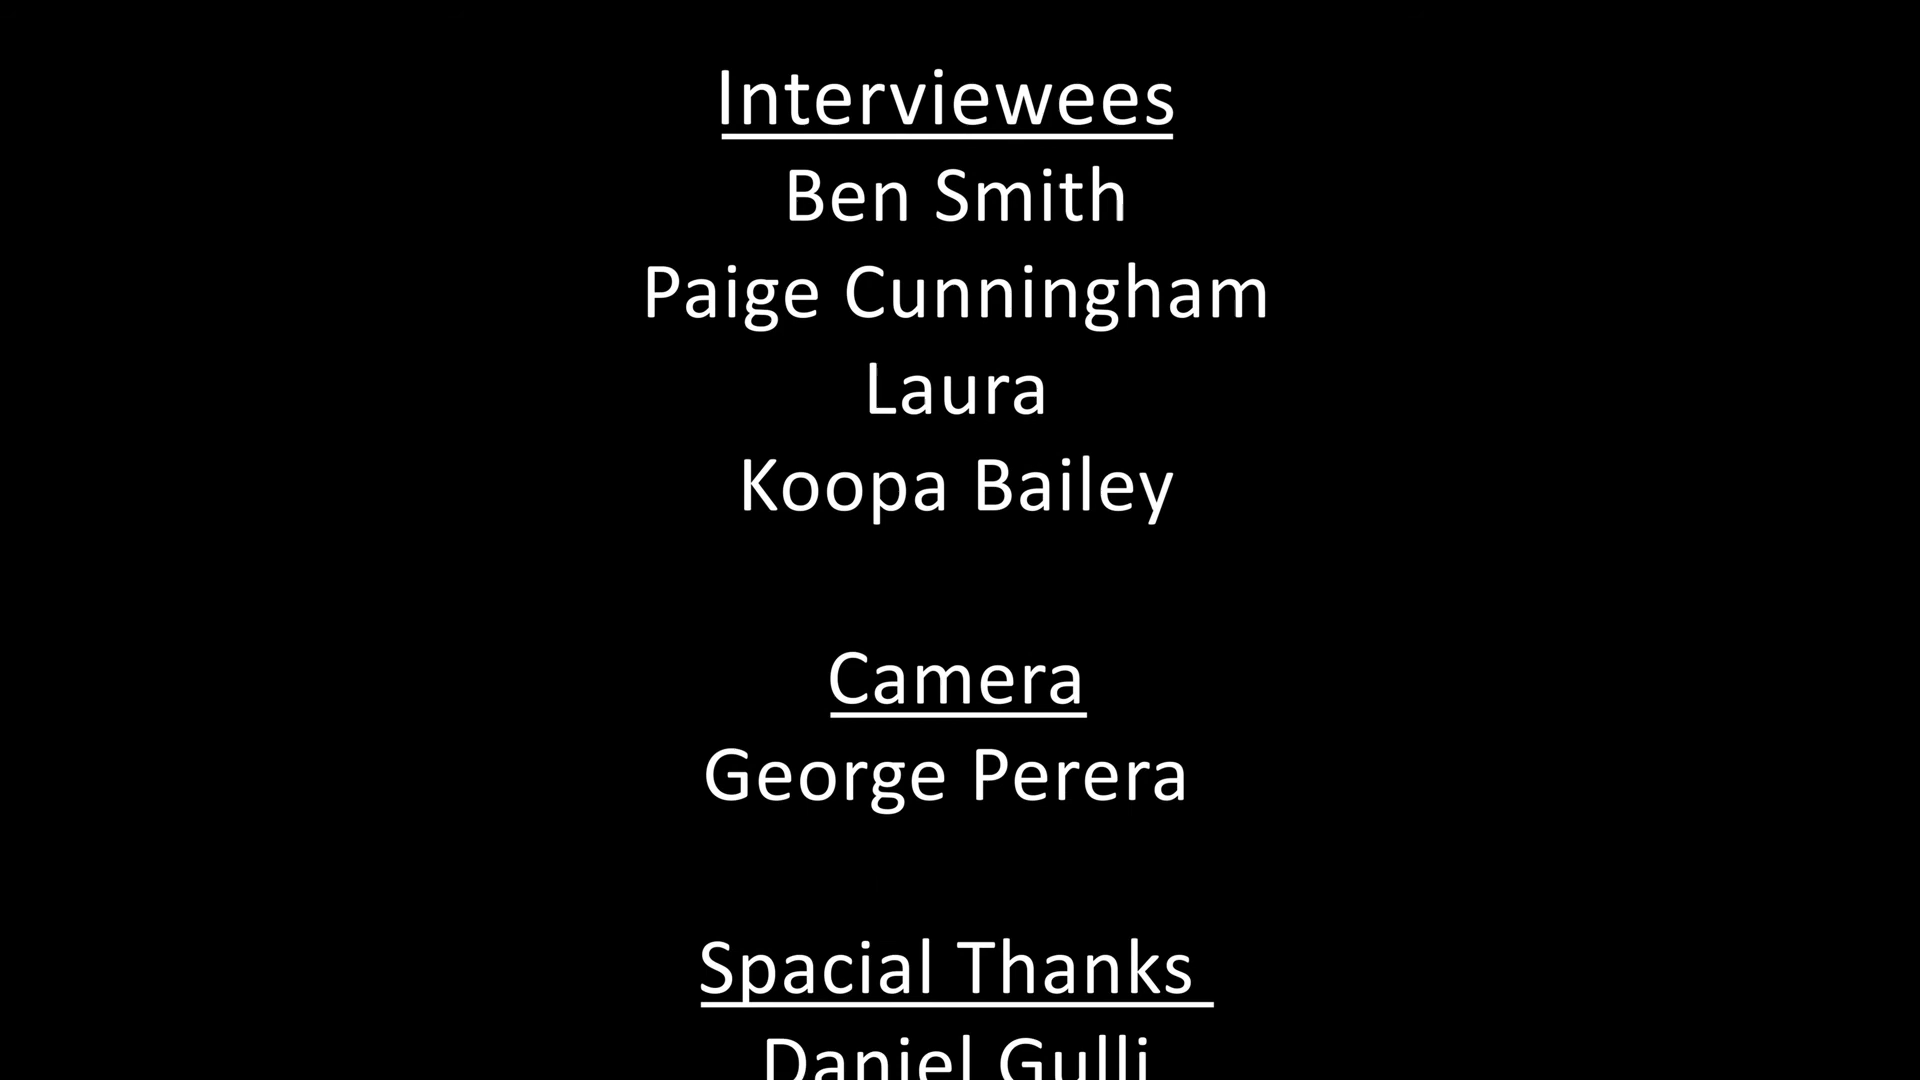 Interviewees
Ben Smith
Paige Cunningham
Laura
Koopa Bailey
Camera
George Perera
Spacial Thanks
Daniel Gulli